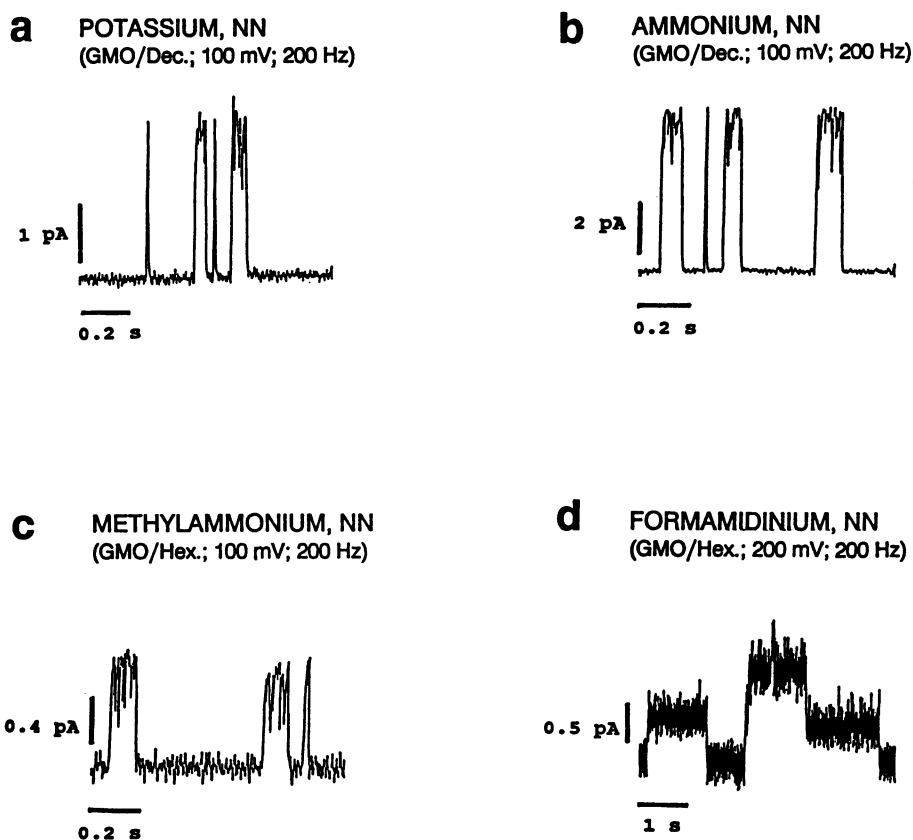 a
POTASSIUM, NN
(GMO/Dec.; 100 mV; 200 Hz)
1 pA
0.2 s
b
AMMONIUM, NN
(GMO/Dec.; 100 mV; 200 Hz)
2 pA
0.2 s
c
METHYLAMMONIUM, NN
(GMO/Hex.; 100 mV; 200 Hz)
0.4 pA
0.2 s
d
FORMAMIDINIUM, NN
(GMO/Hex.; 200 mV; 200 Hz)
0.5 pA
1 s